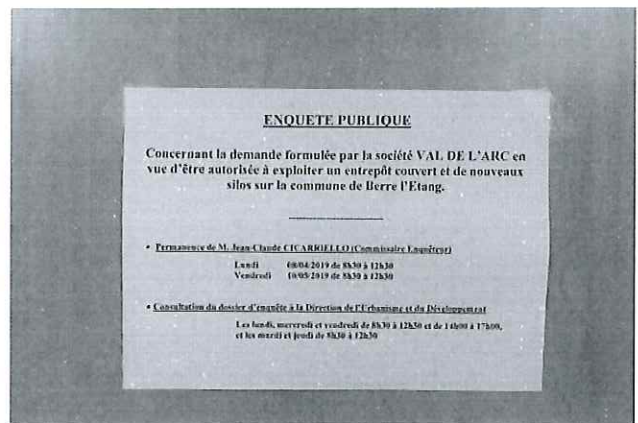 ENQUETE PUBLIQUE
Concernant la demande formulée par la société VAL DE L'ARC en
vue d'être autorisée à exploiter un entrepôt couvert et de nouveaux
silos sur la commune de Berre l'Etang.
• Permanence de M. Jean-Claude CICARRIELLO (Commissaire Enquêteur)
Lundi 08/04/2019 de 8h30 à 12h30
Vendredi 10/05/2019 de 8h30 à 12h30
• Consultation du dossier d'enquête à la Direction de l'Urbanisme et du Développement
Les lundi, mercredi et vendredi de 8h30 à 12h30 et de 14h00 à 17h00,
et les mardi et jeudi de 8h30 à 12h30